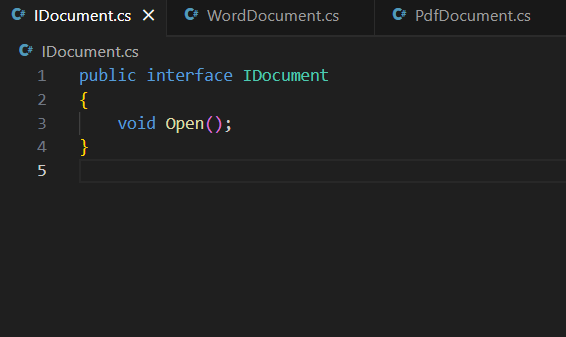 C# IDocument.cs × C# WordDocument.cs C# PdfDocument.cs
C# IDocument.cs
1 public interface IDocument
2 {
3     void Open();
4 }
5